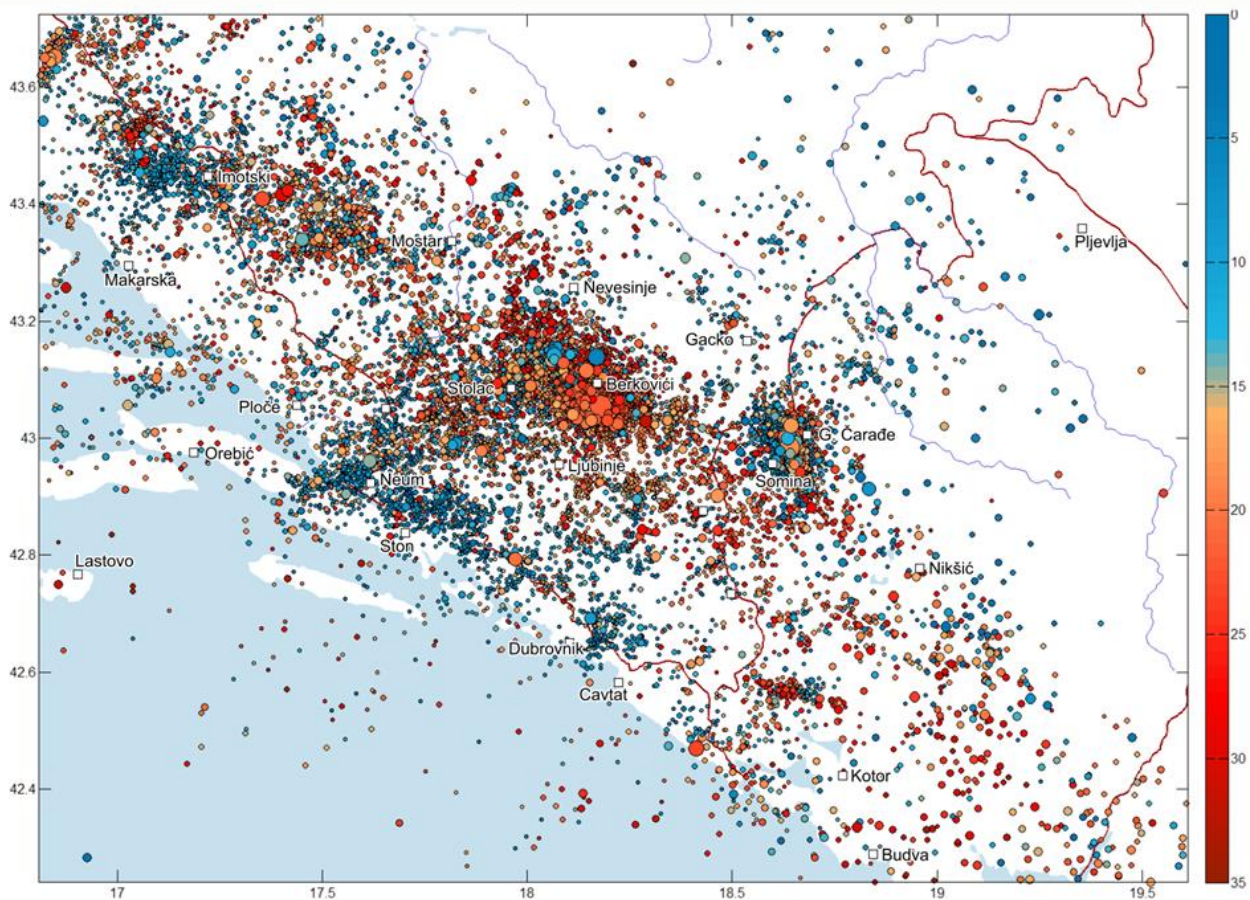 0
43.6
5
Imotski
43.4
Mostar
Pljevlja
10
Makarska
Nevesinje
43.2
Gacko
Stolac
Berkovići
15
Ploče
43
G. Čarađe
Orebić
Ljubinje
Neum
Somina
20
42.8
Ston
Lastovo
Nikšić
25
Dubrovnik
42.6
Cavtat
30
42.4
Kotor
Budva
35
17
17.5
18
18.5
19
19.5